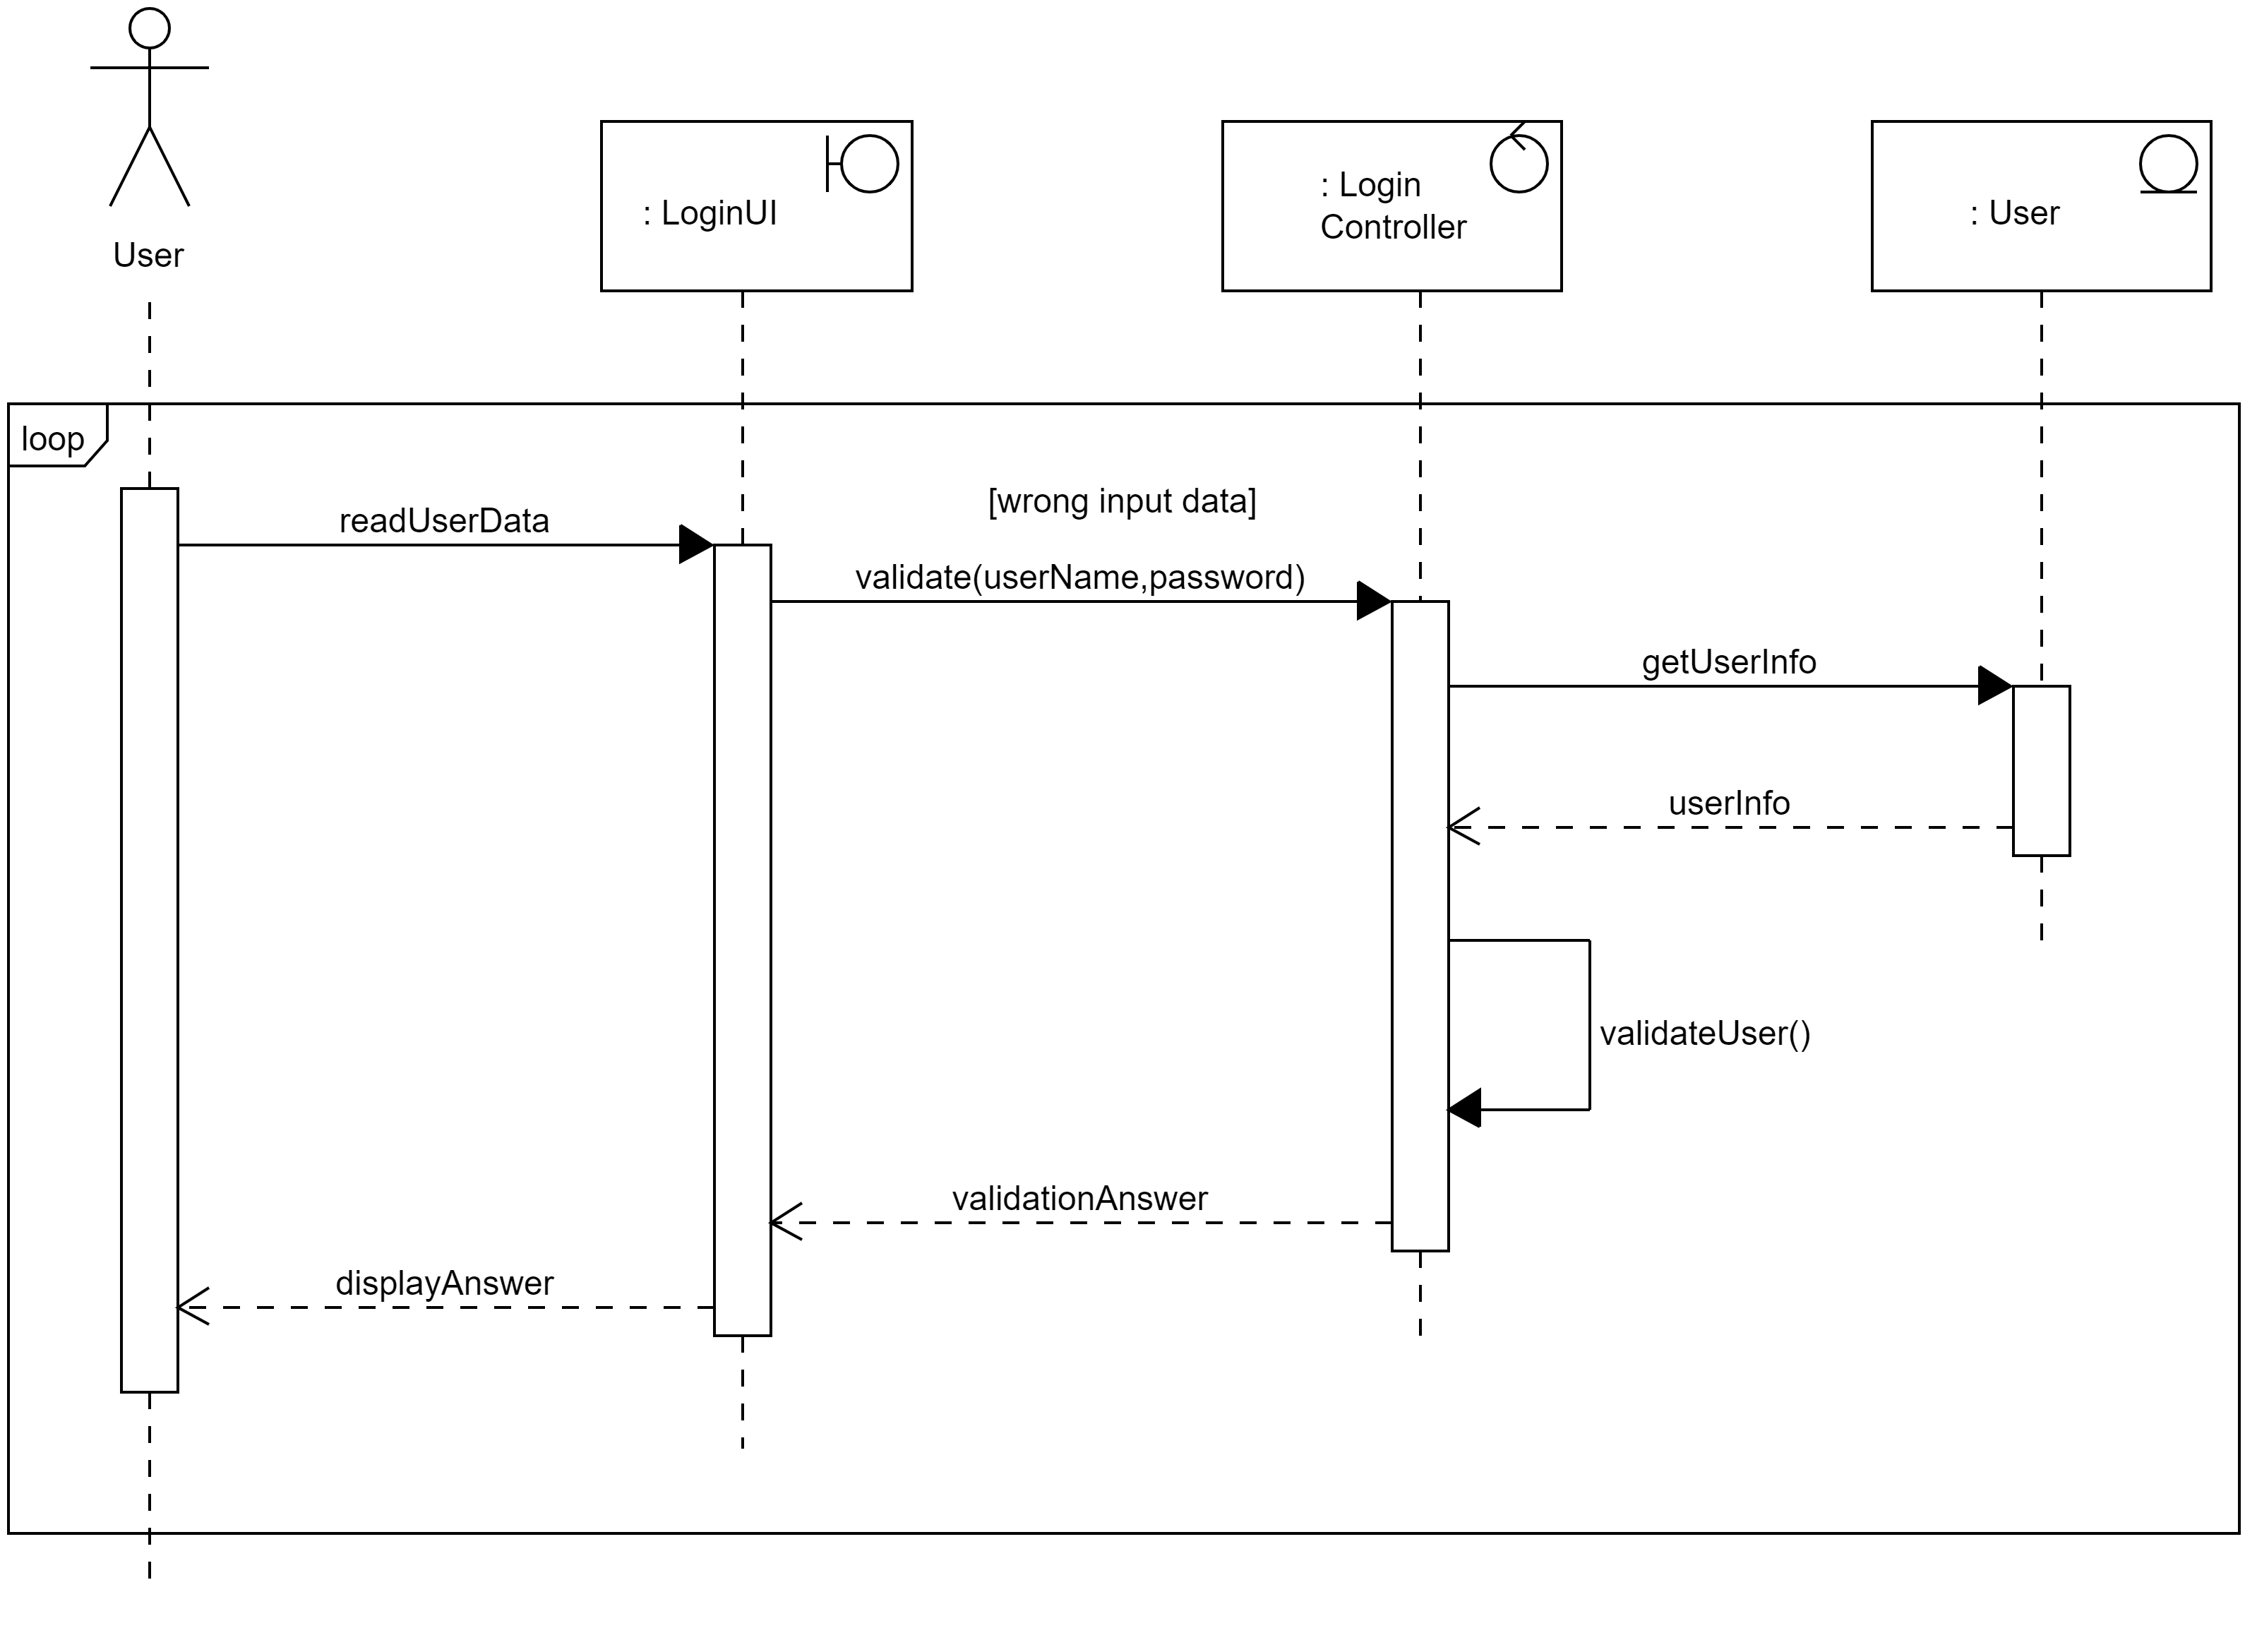 User
: LoginUI
: Login
Controller
: User
loop
[wrong input data]
readUserData
validate(userName,password)
getUserInfo
userInfo
validateUser()
validationAnswer
displayAnswer